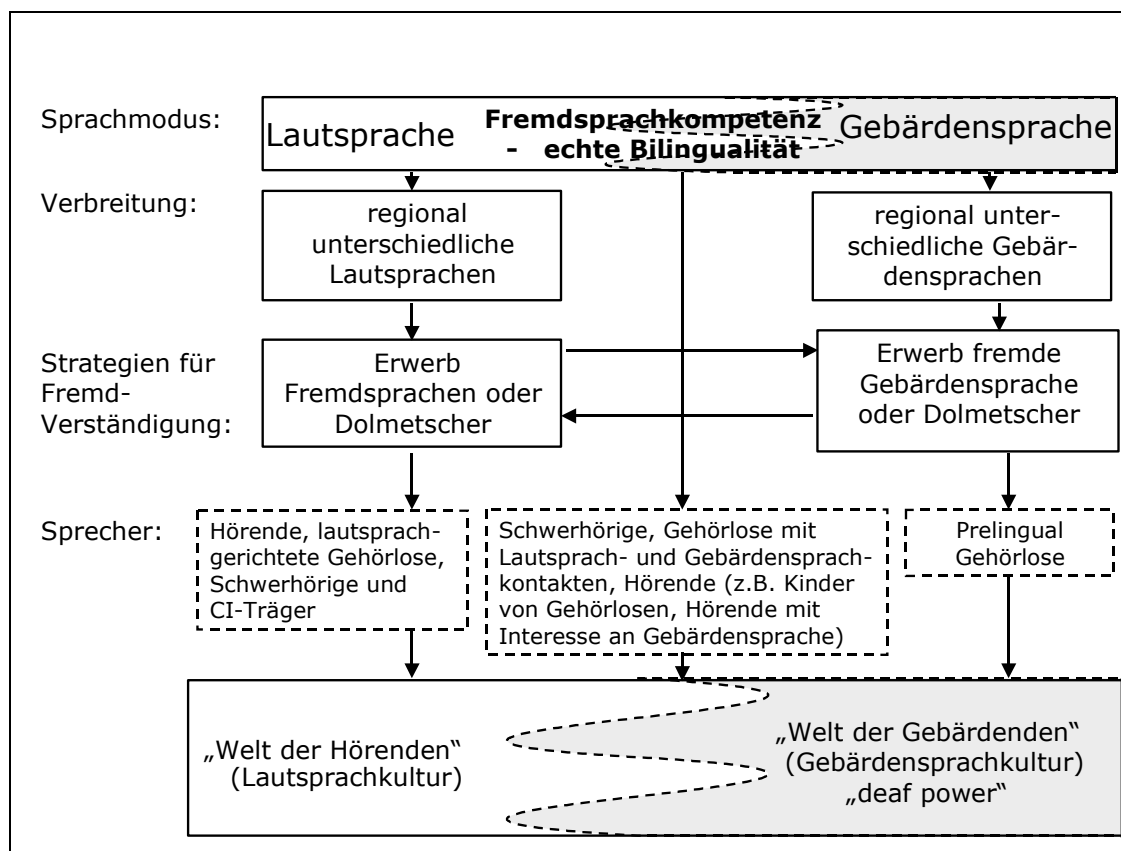 Sprachmodus:
Lautsprache
Fremdsprachkompetenz
- echte Bilingualität
Gebärdensprache
Verbreitung:
regional
unterschiedliche
Lautsprachen
regional unter-
schiedliche Gebär-
densprachen
Strategien für
Fremd-
Verständigung:
Erwerb
Fremdsprachen oder
Dolmetscher
Erwerb fremde
Gebärdensprache
oder Dolmetscher
Sprecher:
Hörende, lautsprach-
gerichtete Gehörlose,
Schwerhörige und
CI-Träger
Schwerhörige, Gehörlose mit
Lautsprach- und Gebärdensprach-
kontakten, Hörende (z.B. Kinder
von Gehörlosen, Hörende mit
Interesse an Gebärdensprache)
Prelingual
Gehörlose
„Welt der Hörenden“
(Lautsprachkultur)
„Welt der Gebärdenden“
(Gebärdensprachkultur)
„deaf power“